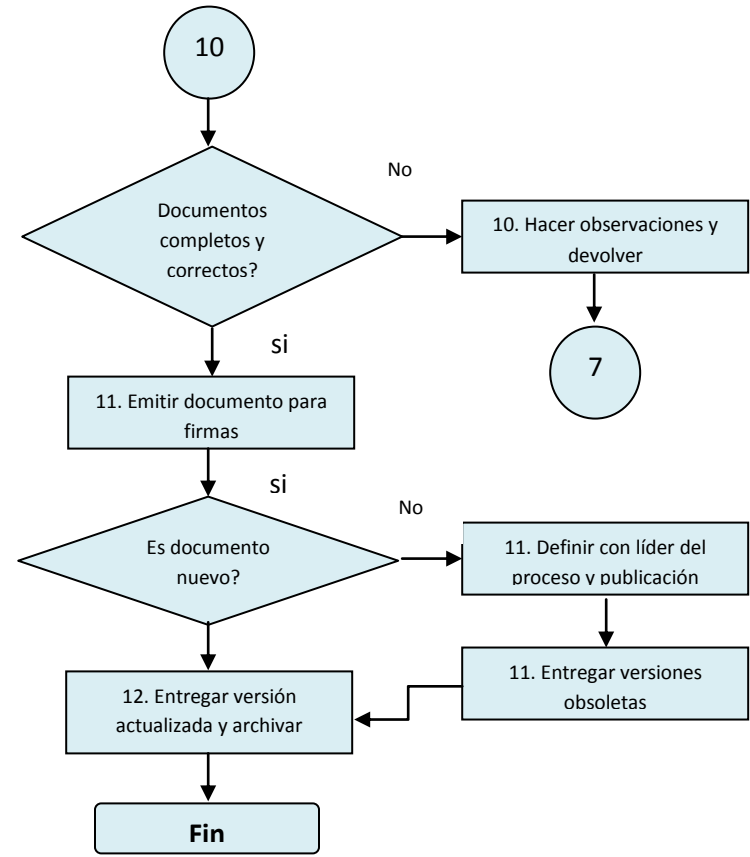 10
No
Documentos
completos y
correctos?
10. Hacer observaciones y
devolver
si
7
11. Emitir documento para
firmas
si
No
Es documento
nuevo?
11. Definir con líder del
proceso y publicación
11. Entregar versiones
obsoletas
12. Entregar versión
actualizada y archivar
Fin